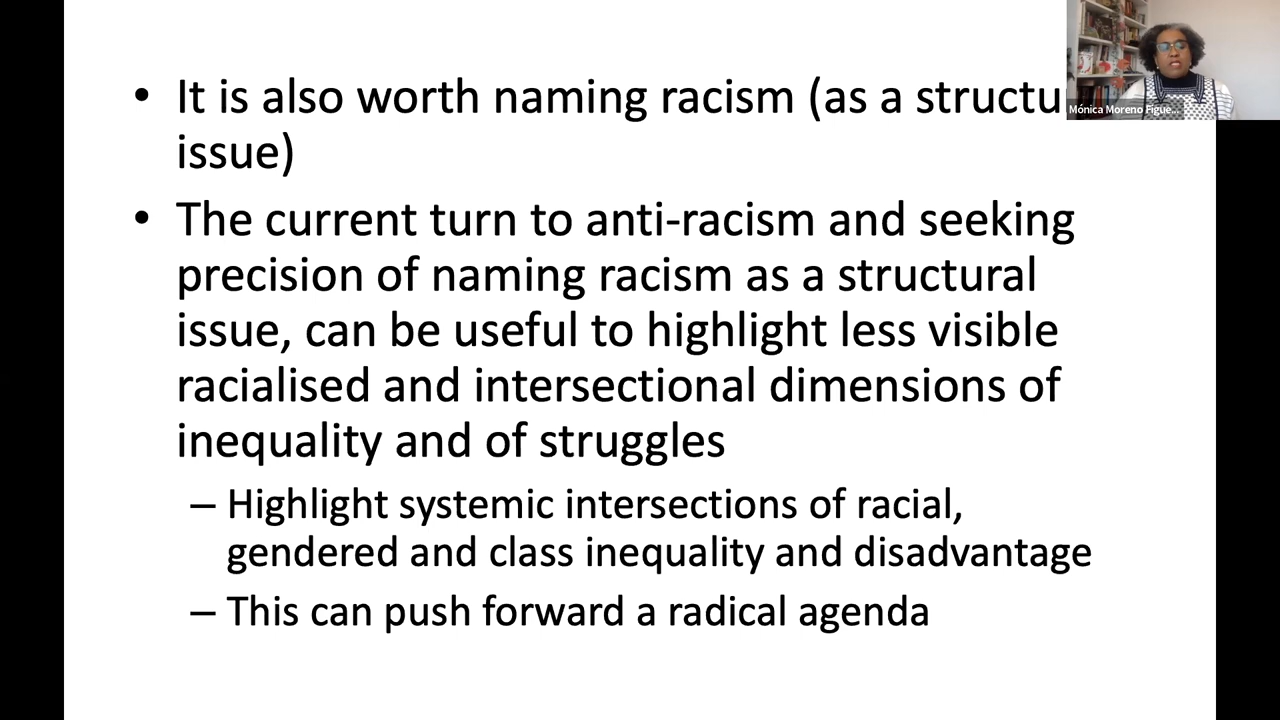 • It is also worth naming racism (as a structu
issue)
• The current turn to anti-racism and seeking
precision of naming racism as a structural
issue, can be useful to highlight less visible
racialised and intersectional dimensions of
inequality and of struggles
– Highlight systemic intersections of racial,
gendered and class inequality and disadvantage
– This can push forward a radical agenda
Mónica Moreno Figue...